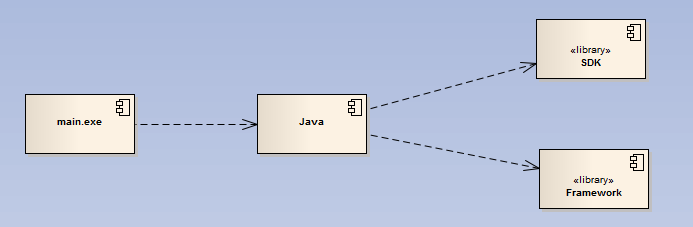 main.exe
Java
«library»
SDK
«library»
Framework